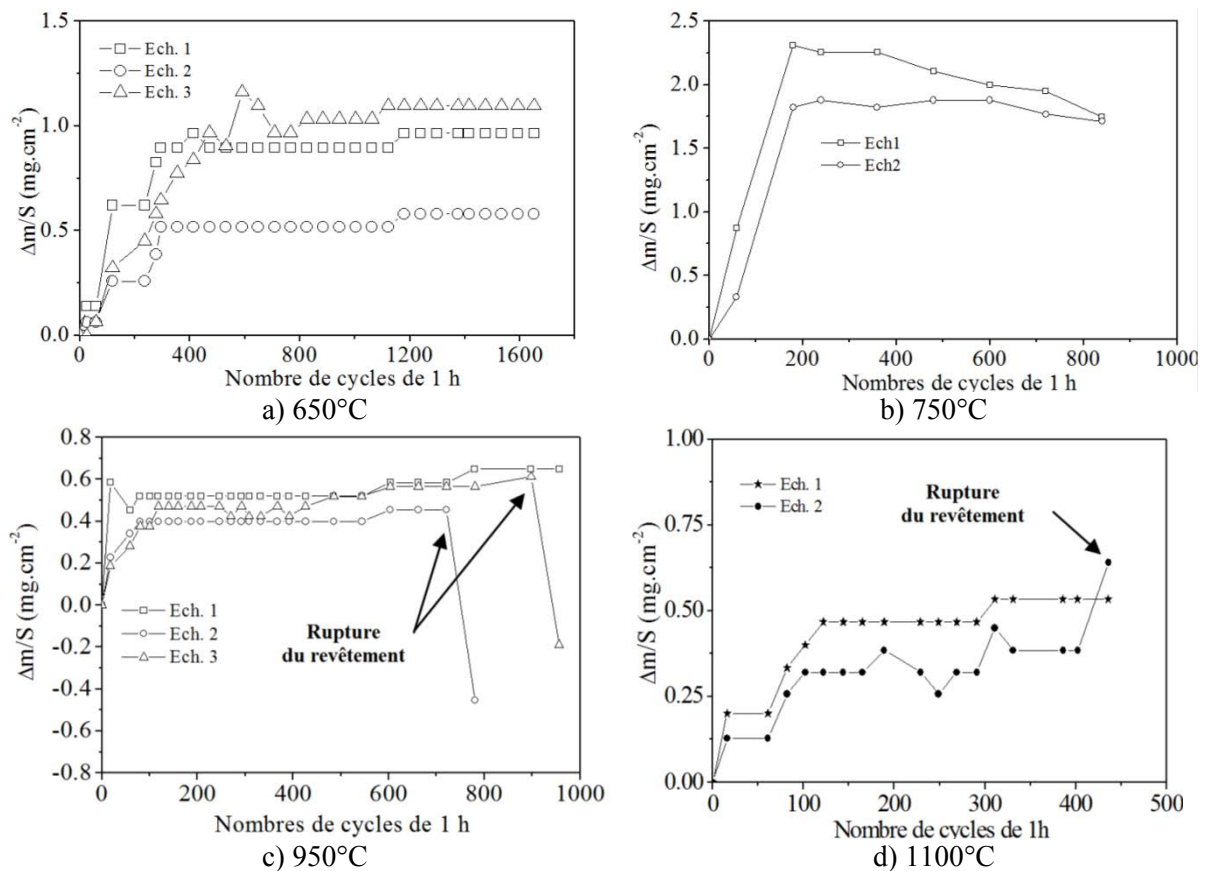 1.5
1.0
0.5
0.0
Δm/S (mg.cm-2)
Ech. 1
Ech. 2
Ech. 3
0 400 800 1200 1600
Nombre de cycles de 1 h
a) 650°C
2.5
2.0
1.5
1.0
0.5
0.0
Δm/S (mg.cm-2)
Ech1
Ech2
0 200 400 600 800 1000
Nombres de cycles de 1 h
b) 750°C
0.8
0.6
0.4
0.2
0.0
-0.2
-0.4
-0.6
-0.8
Δm/S (mg.cm-2)
Ech. 1
Ech. 2
Ech. 3
Rupture
du revêtement
0 200 400 600 800 1000
Nombres de cycles de 1 h
c) 950°C
1.00
0.75
0.50
0.25
0.00
Δm/S (mg.cm-2)
Ech. 1
Ech. 2
Rupture
du revêtement
0 100 200 300 400 500
Nombre de cycles de 1h
d) 1100°C